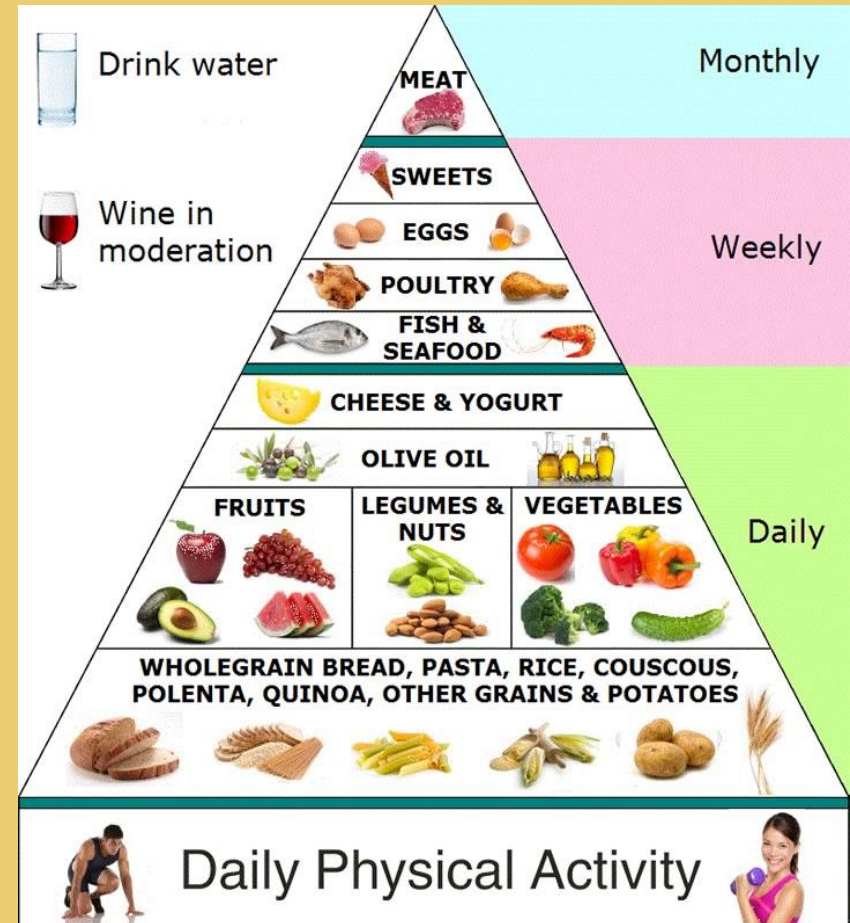 Drink water
Wine in
moderation
Monthly
Weekly
Daily
MEAT
SWEETS
EGGS
POULTRY
FISH &
SEAFOOD
CHEESE & YOGURT
OLIVE OIL
FRUITS
LEGUMES &
NUTS
VEGETABLES
WHOLEGRAIN BREAD, PASTA, RICE, COUSCOUS,
POLENTA, QUINOA, OTHER GRAINS & POTATOES
Daily Physical Activity